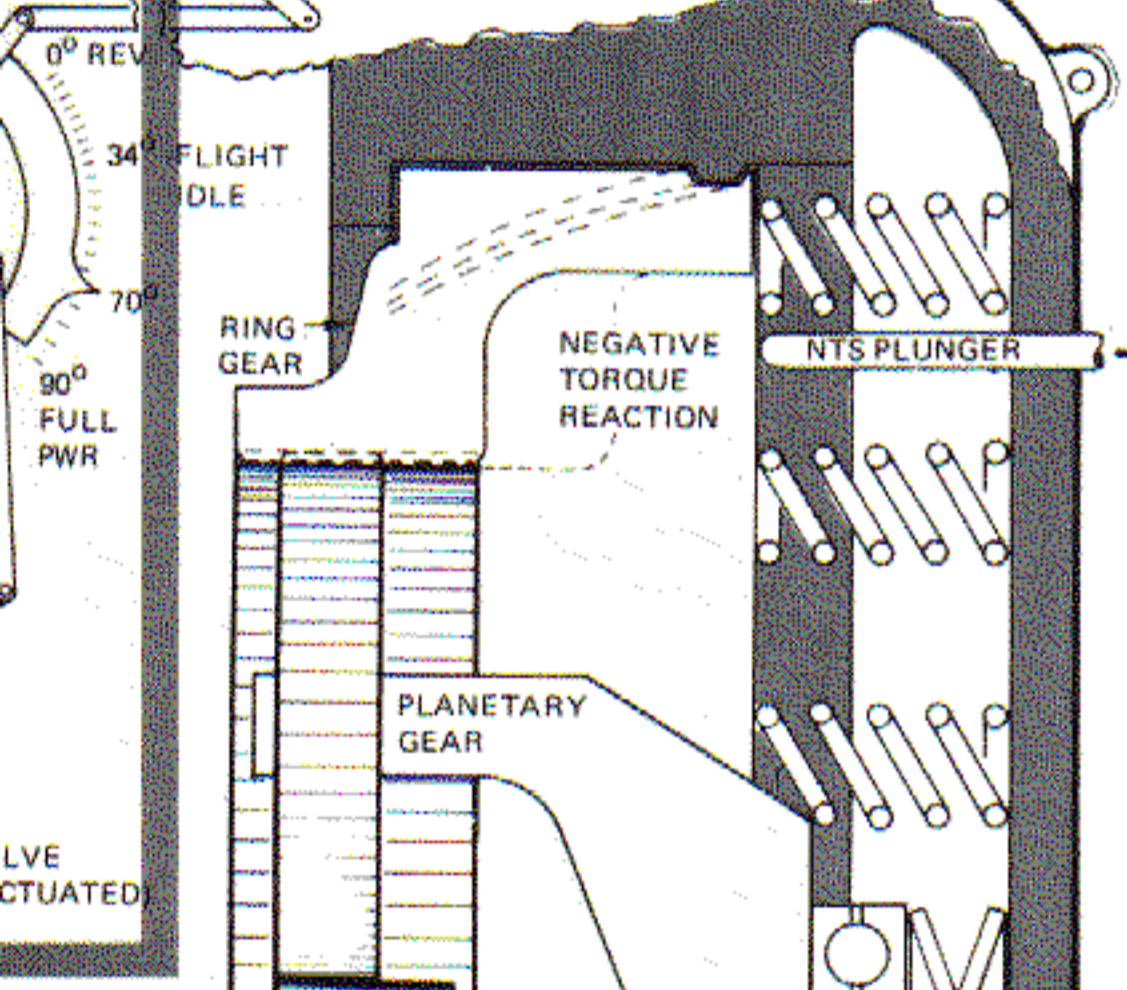 0° REV
34° FLIGHT
IDLE
70°
90°
FULL
PWR
RING
GEAR
NEGATIVE
TORQUE
REACTION
NTS PLUNGER
PLANETARY
GEAR
LVE
CTUATED)